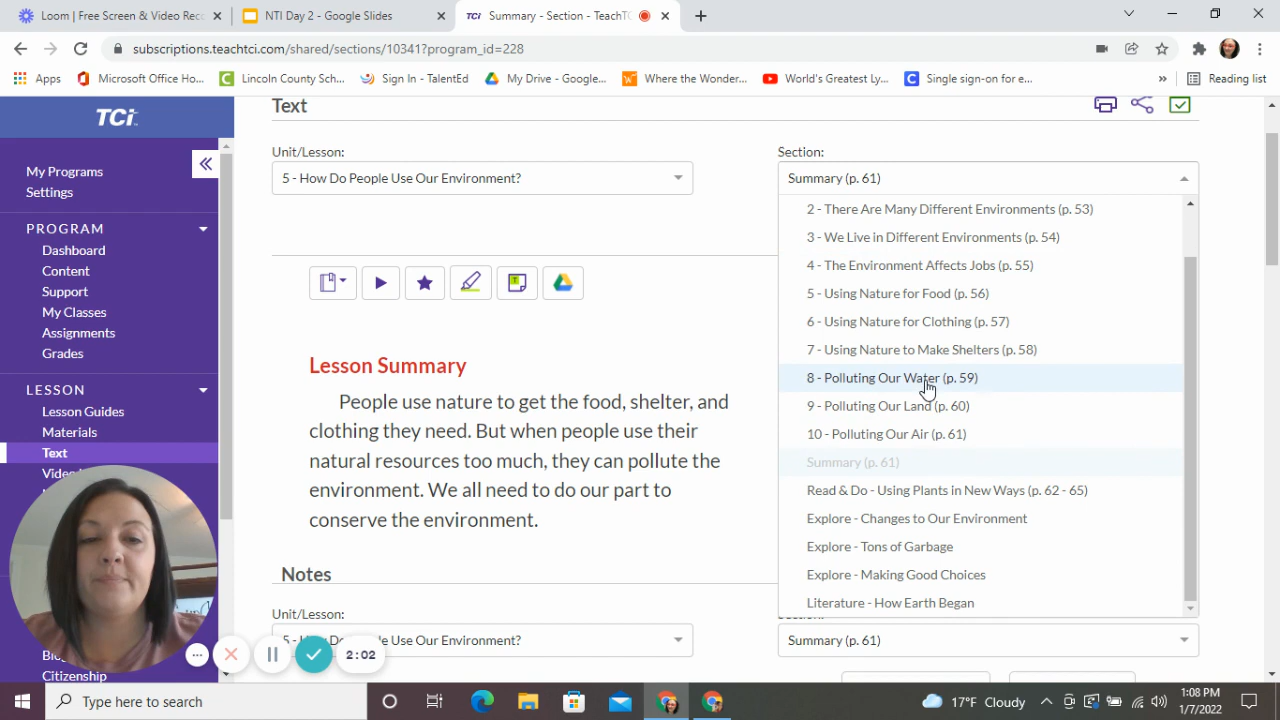 Loom | Free Screen & Video Rec
NTI Day 2 - Google Slides
TCi Summary - Section - TeachTC
subscriptions.teachtci.com/shared/sections/10341?program_id=228
Apps
Microsoft Office Ho...
Lincoln County Sch...
Sign In - TalentEd
My Drive - Google...
Where the Wonder...
World's Greatest Ly...
Single sign-on for e...
»
Reading list
TCi
My Programs
Settings
PROGRAM
Dashboard
Content
Support
My Classes
Assignments
Grades
LESSON
Lesson Guides
Materials
Text
Citizenship
Text
Unit/Lesson:
5 - How Do People Use Our Environment?
Section:
Summary (p. 61)
2 - There Are Many Different Environments (p. 53)
3 - We Live in Different Environments (p. 54)
4 - The Environment Affects Jobs (p. 55)
5 - Using Nature for Food (p. 56)
6 - Using Nature for Clothing (p. 57)
7 - Using Nature to Make Shelters (p. 58)
8 - Polluting Our Water (p. 59)
9 - Polluting Our Land (p. 60)
10 - Polluting Our Air (p. 61)
Summary (p. 61)
Read & Do - Using Plants in New Ways (p. 62 - 65)
Explore - Changes to Our Environment
Explore - Tons of Garbage
Explore - Making Good Choices
Literature - How Earth Began
Lesson Summary
People use nature to get the food, shelter, and
clothing they need. But when people use their
natural resources too much, they can pollute the
environment. We all need to do our part to
conserve the environment.
Notes
Unit/Lesson:
5 - How Do People Use Our Environment?
Summary (p. 61)
2:02
Type here to search
17°F Cloudy
1:08 PM
1/7/2022